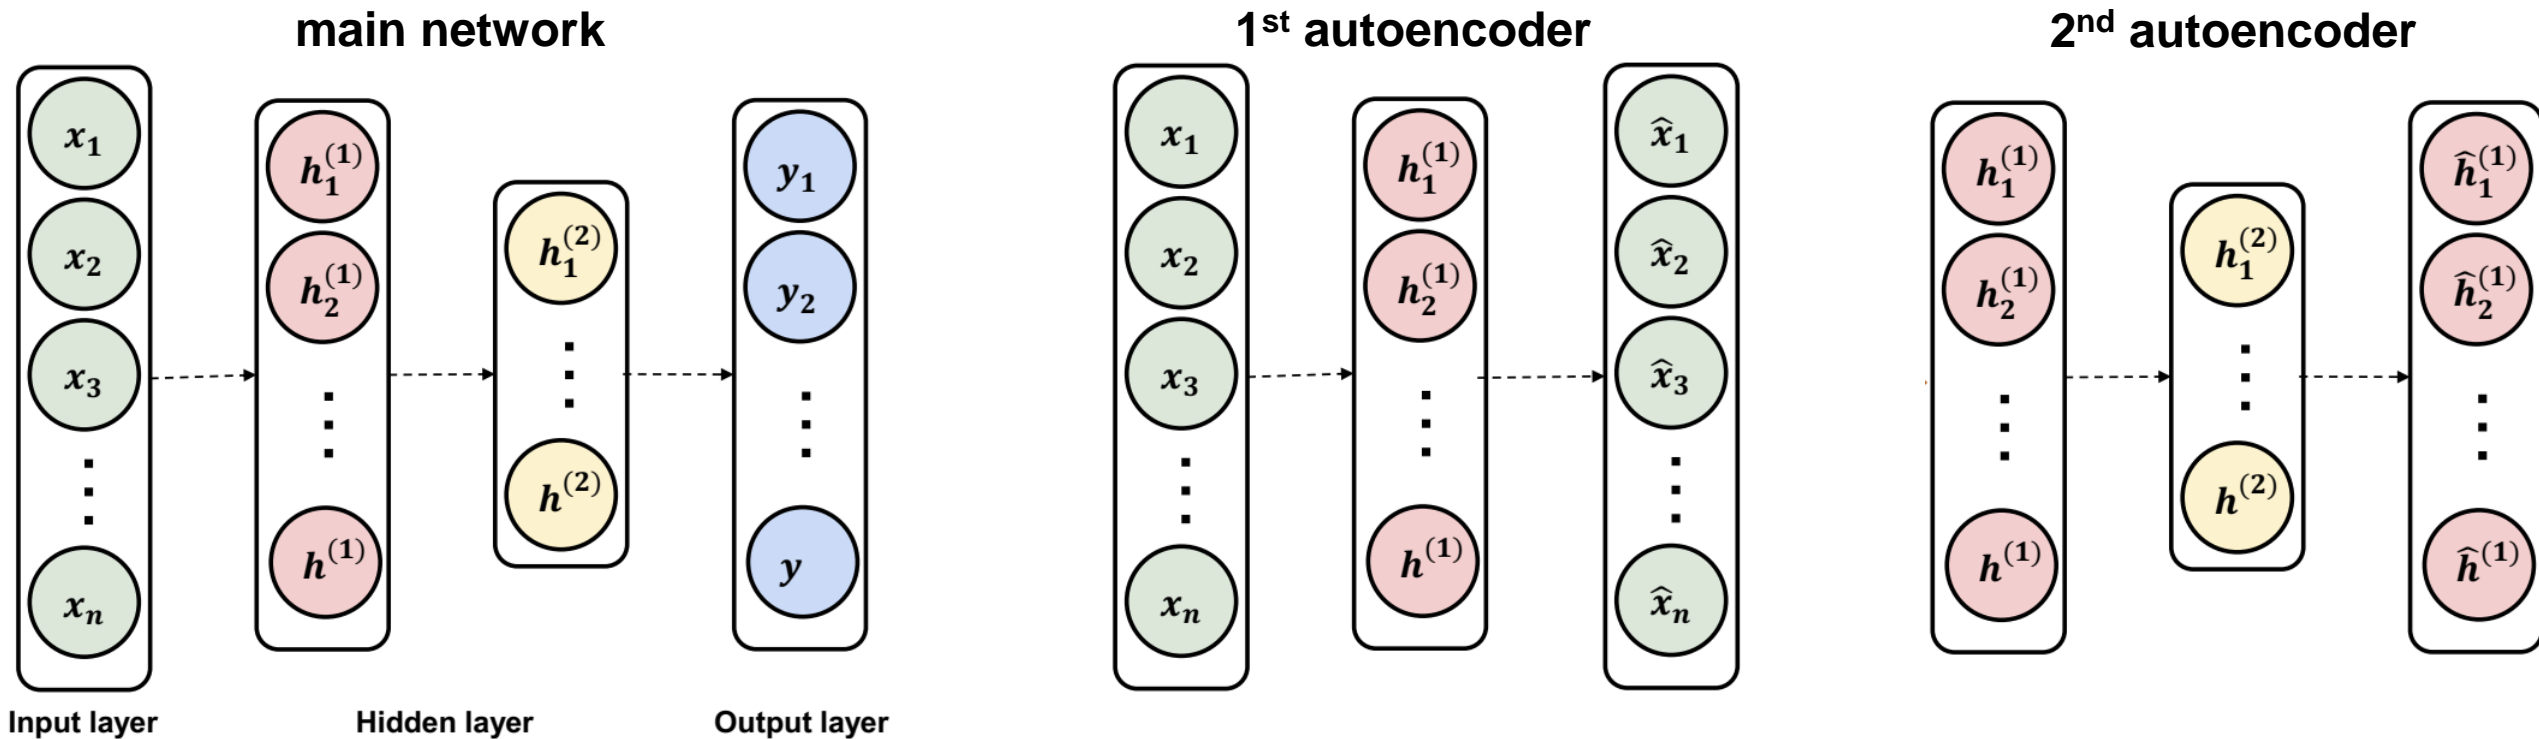 main network
x₁
x₂
x₃
xₙ
h₁⁽¹⁾
h₂⁽¹⁾
h⁽¹⁾
h₁⁽²⁾
h⁽²⁾
y₁
y₂
y
Input layer
Hidden layer
Output layer
1ˢᵗ autoencoder
x₁
x₂
x₃
xₙ
h₁⁽¹⁾
h₂⁽¹⁾
h⁽¹⁾
x̂₁
x̂₂
x̂₃
x̂ₙ
2ⁿᵈ autoencoder
h₁⁽¹⁾
h₂⁽¹⁾
h⁽¹⁾
h₁⁽²⁾
h⁽²⁾
ĥ₁⁽¹⁾
ĥ₂⁽¹⁾
ĥ⁽¹⁾